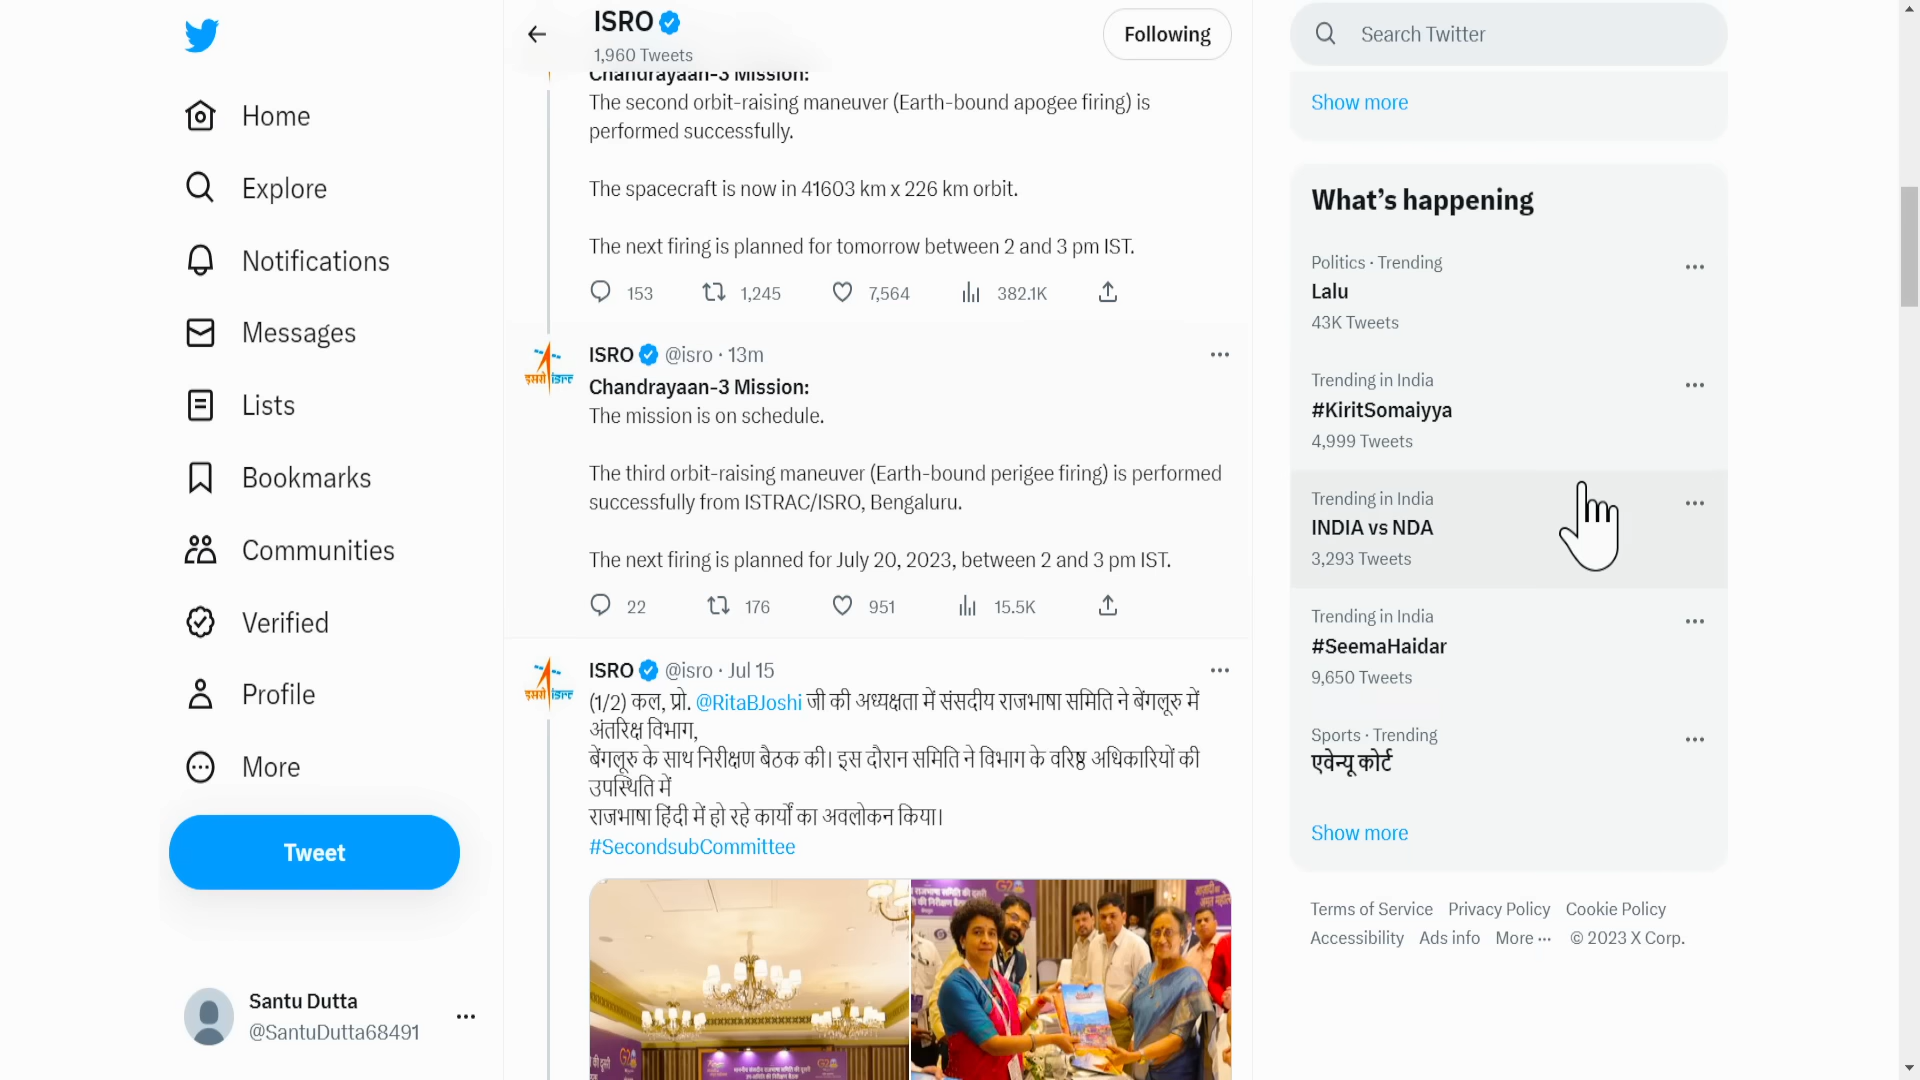 Home
Explore
Notifications
Messages
Lists
Bookmarks
Communities
Verified
Profile
More
Tweet
Santu Dutta
@SantuDutta68491
ISRO
1,960 Tweets
Following
Chandrayaan-3 Mission:
The second orbit-raising maneuver (Earth-bound apogee firing) is
performed successfully.
The spacecraft is now in 41603 km x 226 km orbit.
The next firing is planned for tomorrow between 2 and 3 pm IST.
153 1,245 7,564 382.1K
ISRO @isro · 13m
इसरो isro
Chandrayaan-3 Mission:
The mission is on schedule.
The third orbit-raising maneuver (Earth-bound perigee firing) is performed
successfully from ISTRAC/ISRO, Bengaluru.
The next firing is planned for July 20, 2023, between 2 and 3 pm IST.
22 176 951 15.5K
ISRO @isro · Jul 15
इसरो isro
(1/2) कल, प्रो. @RitaBJoshi जी की अध्यक्षता में संसदीय राजभाषा समिति ने बेंगलूरु में
अंतरिक्ष विभाग,
बेंगलूरु के साथ निरीक्षण बैठक की। इस दौरान समिति ने विभाग के वरिष्ठ अधिकारियों की
उपस्थिति में
राजभाषा हिंदी में हो रहे कार्यों का अवलोकन किया।
#SecondsubCommittee
Search Twitter
Show more
What's happening
Politics · Trending
Lalu
43K Tweets
Trending in India
#KiritSomaiyya
4,999 Tweets
Trending in India
INDIA vs NDA
3,293 Tweets
Trending in India
#SeemaHaidar
9,650 Tweets
Sports · Trending
एवेन्यू कोर्ट
Show more
Terms of Service Privacy Policy Cookie Policy
Accessibility Ads info More ··· © 2023 X Corp.